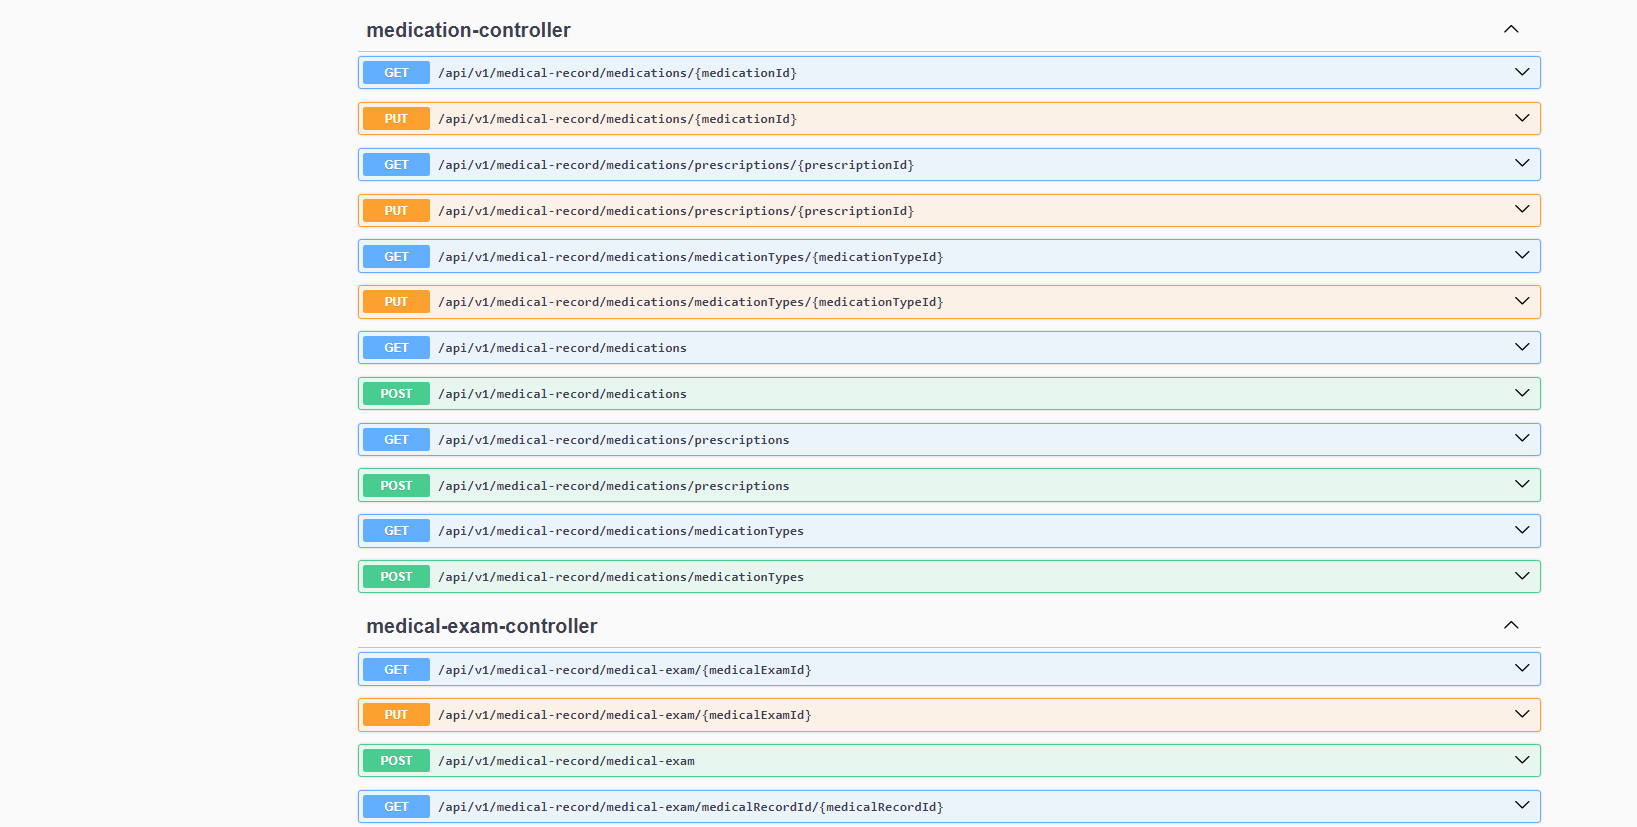 medication-controller
GET /api/v1/medical-record/medications/{medicationId}
PUT /api/v1/medical-record/medications/{medicationId}
GET /api/v1/medical-record/medications/prescriptions/{prescriptionId}
PUT /api/v1/medical-record/medications/prescriptions/{prescriptionId}
GET /api/v1/medical-record/medications/medicationTypes/{medicationTypeId}
PUT /api/v1/medical-record/medications/medicationTypes/{medicationTypeId}
GET /api/v1/medical-record/medications
POST /api/v1/medical-record/medications
GET /api/v1/medical-record/medications/prescriptions
POST /api/v1/medical-record/medications/prescriptions
GET /api/v1/medical-record/medications/medicationTypes
POST /api/v1/medical-record/medications/medicationTypes
medical-exam-controller
GET /api/v1/medical-record/medical-exam/{medicalExamId}
PUT /api/v1/medical-record/medical-exam/{medicalExamId}
POST /api/v1/medical-record/medical-exam
GET /api/v1/medical-record/medical-exam/medicalRecordId/{medicalRecordId}